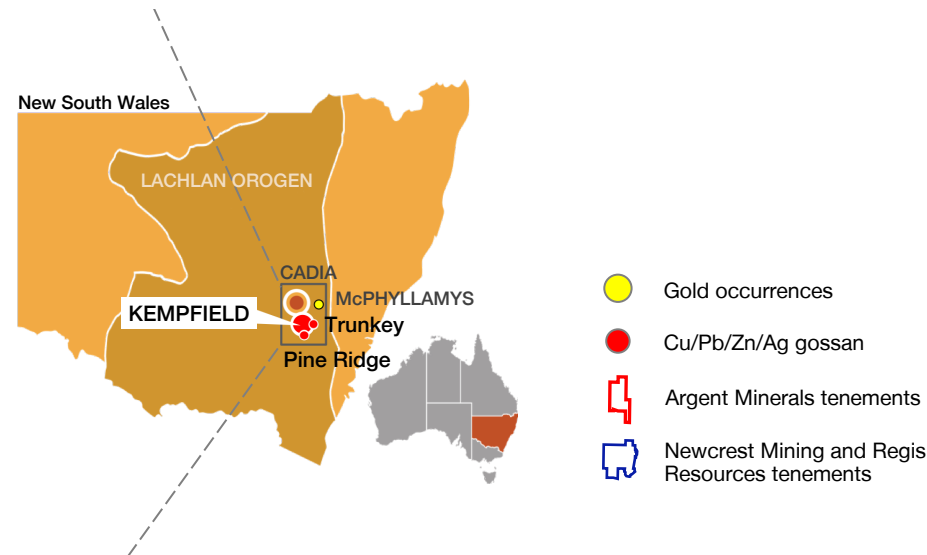 New South Wales
LACHLAN OROGEN
CADIA
McPHYLLAMYS
KEMPFIELD
Trunkey
Pine Ridge
Gold occurrences
Cu/Pb/Zn/Ag gossan
Argent Minerals tenements
Newcrest Mining and Regis
Resources tenements